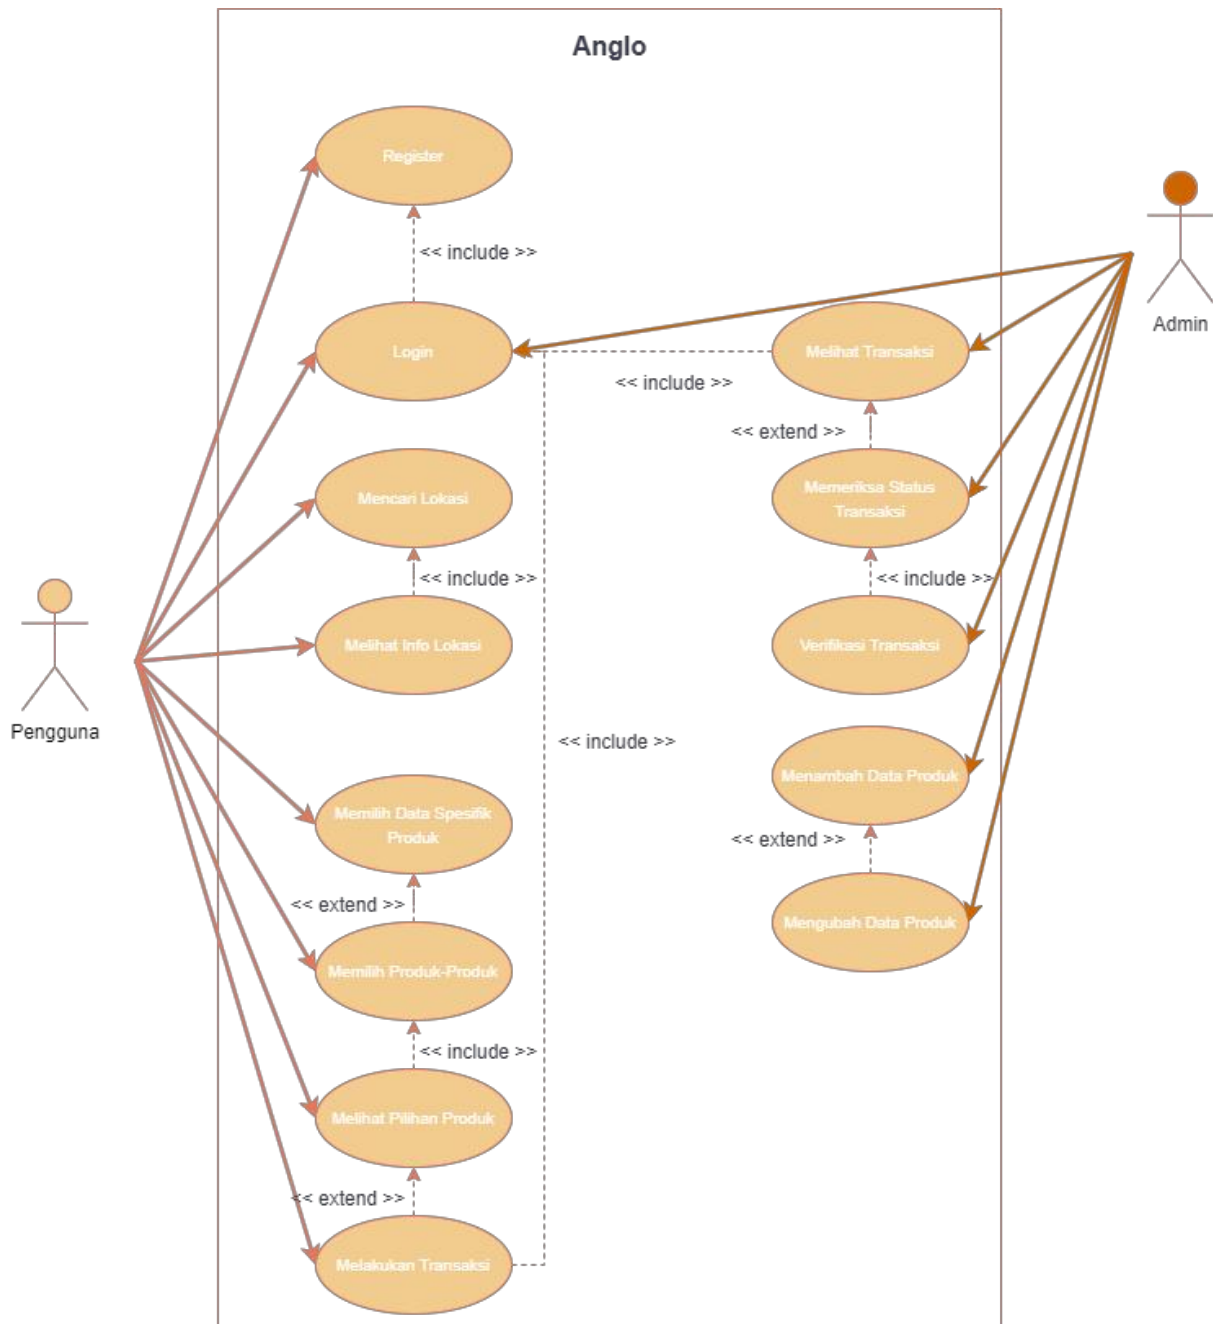 Anglo
Register
<< include >>
Login
Melihat Transaksi
Admin
<< include >>
<< extend >>
Mencari Lokasi
Memeriksa Status
Transaksi
<< include >>
<< include >>
Melihat Info Lokasi
Verifikasi Transaksi
Pengguna
<< include >>
Menambah Data Produk
Memilih Data Spesifik
Produk
<< extend >>
<< extend >>
Mengubah Data Produk
Memilih Produk-Produk
<< include >>
Melihat Pilihan Produk
<< extend >>
Melakukan Transaksi